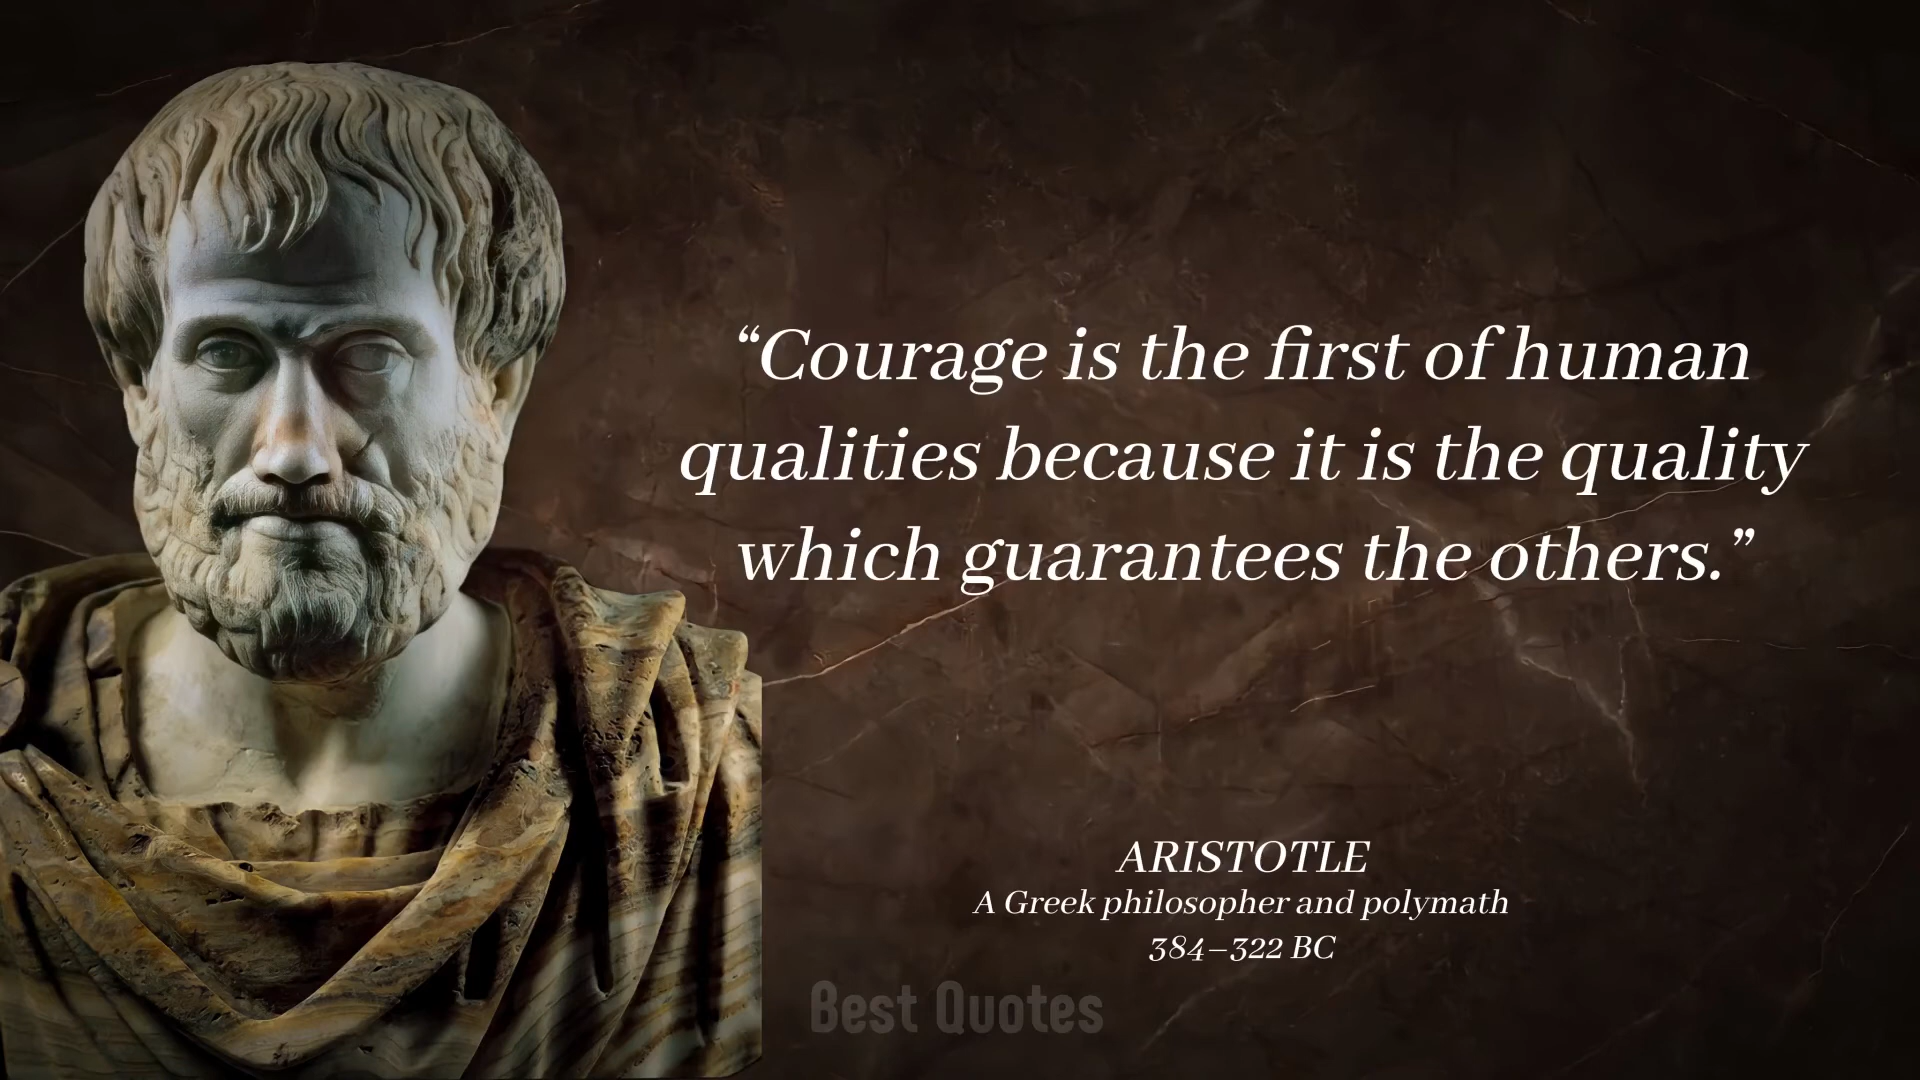 “Courage is the first of human
qualities because it is the quality
which guarantees the others.”
ARISTOTLE
A Greek philosopher and polymath
384–322 BC
Best Quotes